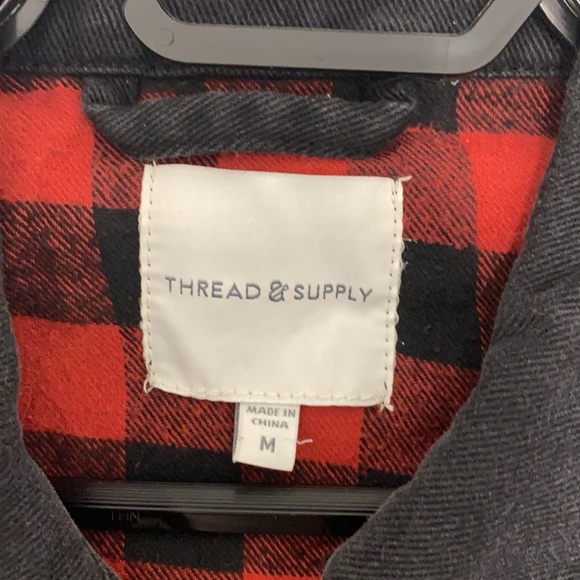 THREAD & SUPPLY
MADE IN
CHINA
M